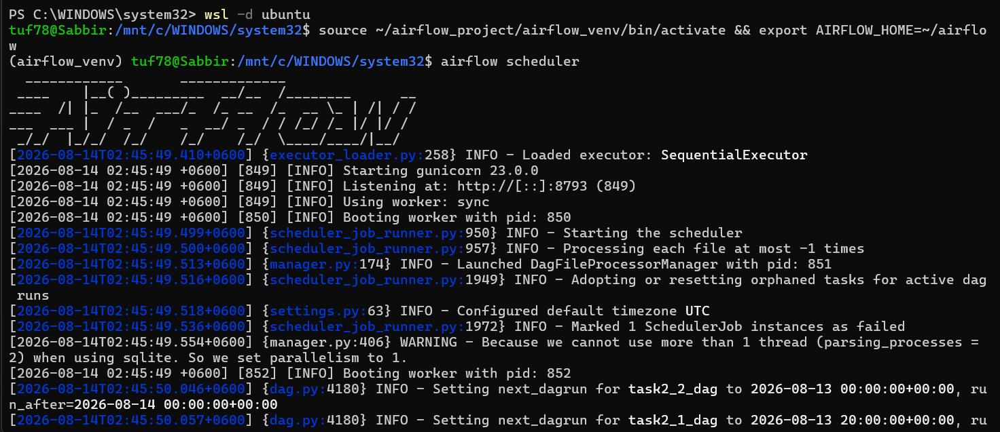 PS C:\WINDOWS\system32> wsl -d ubuntu
tuf78@Sabbir:/mnt/c/WINDOWS/system32$ source ~/airflow_project/airflow_venv/bin/activate && export AIRFLOW_HOME=~/airflo
w
(airflow_venv) tuf78@Sabbir:/mnt/c/WINDOWS/system32$ airflow scheduler
  ____________       _____________
 ____    |__( )_________  __/__  /________      __
____  /| |_  /__  ___/_  /_ __  /_  __ \_ | /| / /
___  ___ |  / _  /   _  __/ _  / / /_/ /_ |/ |/ /
 _/_/  |_/_/  /_/    /_/    /_/  \____/____/|__/
[2026-08-14T02:45:49.410+0600] {executor_loader.py:258} INFO - Loaded executor: SequentialExecutor
[2026-08-14 02:45:49 +0600] [849] [INFO] Starting gunicorn 23.0.0
[2026-08-14 02:45:49 +0600] [849] [INFO] Listening at: http://[::]:8793 (849)
[2026-08-14 02:45:49 +0600] [849] [INFO] Using worker: sync
[2026-08-14 02:45:49 +0600] [850] [INFO] Booting worker with pid: 850
[2026-08-14T02:45:49.499+0600] {scheduler_job_runner.py:950} INFO - Starting the scheduler
[2026-08-14T02:45:49.500+0600] {scheduler_job_runner.py:957} INFO - Processing each file at most -1 times
[2026-08-14T02:45:49.513+0600] {manager.py:174} INFO - Launched DagFileProcessorManager with pid: 851
[2026-08-14T02:45:49.516+0600] {scheduler_job_runner.py:1949} INFO - Adopting or resetting orphaned tasks for active dag
 runs
[2026-08-14T02:45:49.518+0600] {settings.py:63} INFO - Configured default timezone UTC
[2026-08-14T02:45:49.536+0600] {scheduler_job_runner.py:1972} INFO - Marked 1 SchedulerJob instances as failed
[2026-08-14T02:45:49.554+0600] {manager.py:406} WARNING - Because we cannot use more than 1 thread (parsing_processes =
2) when using sqlite. So we set parallelism to 1.
[2026-08-14 02:45:49 +0600] [852] [INFO] Booting worker with pid: 852
[2026-08-14T02:45:50.046+0600] {dag.py:4180} INFO - Setting next_dagrun for task2_2_dag to 2026-08-13 00:00:00+00:00, ru
n_after=2026-08-14 00:00:00+00:00
[2026-08-14T02:45:50.057+0600] {dag.py:4180} INFO - Setting next_dagrun for task2_1_dag to 2026-08-13 20:00:00+00:00, ru